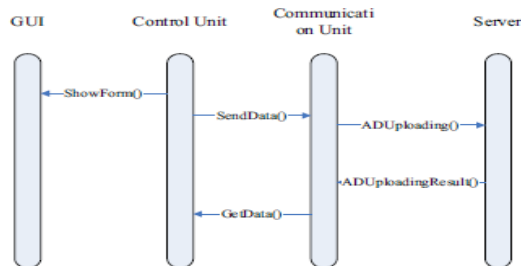 GUI
Control Unit
Communicati
on Unit
Server
ShowForm()
SendData()
ADUploading()
ADUploadingResult()
GetData()